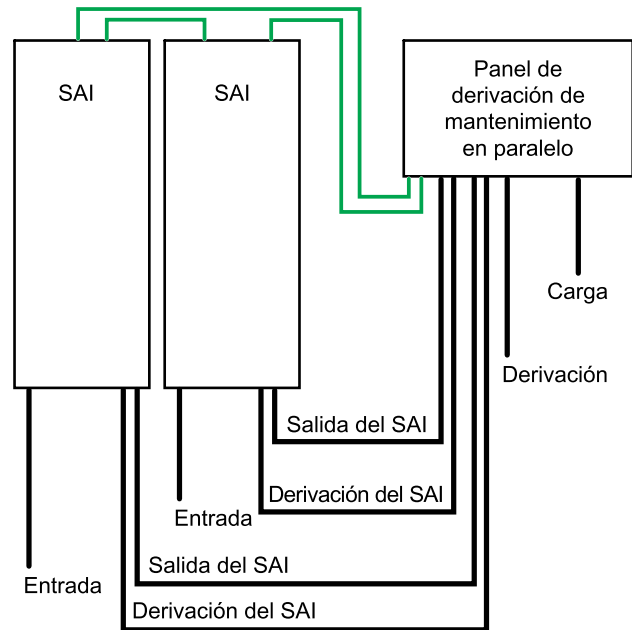 SAI
SAI
Panel de
derivación de
mantenimiento
en paralelo
Carga
Derivación
Salida del SAI
Derivación del SAI
Entrada
Salida del SAI
Entrada
Derivación del SAI